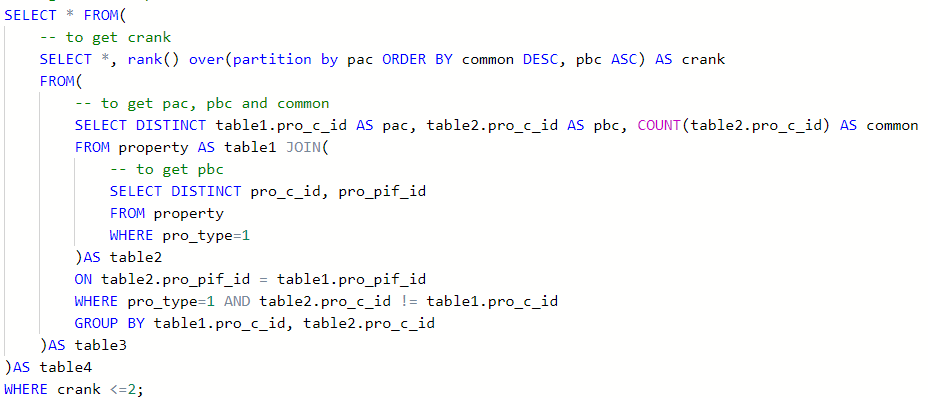 SELECT * FROM(
-- to get crank
SELECT *, rank() over(partition by pac ORDER BY common DESC, pbc ASC) AS crank
FROM(
-- to get pac, pbc and common
SELECT DISTINCT table1.pro_c_id AS pac, table2.pro_c_id AS pbc, COUNT(table2.pro_c_id) AS common
FROM property AS table1 JOIN(
-- to get pbc
SELECT DISTINCT pro_c_id, pro_pif_id
FROM property
WHERE pro_type=1
)AS table2
ON table2.pro_pif_id = table1.pro_pif_id
WHERE pro_type=1 AND table2.pro_c_id != table1.pro_c_id
GROUP BY table1.pro_c_id, table2.pro_c_id
)AS table3
)AS table4
WHERE crank <=2;